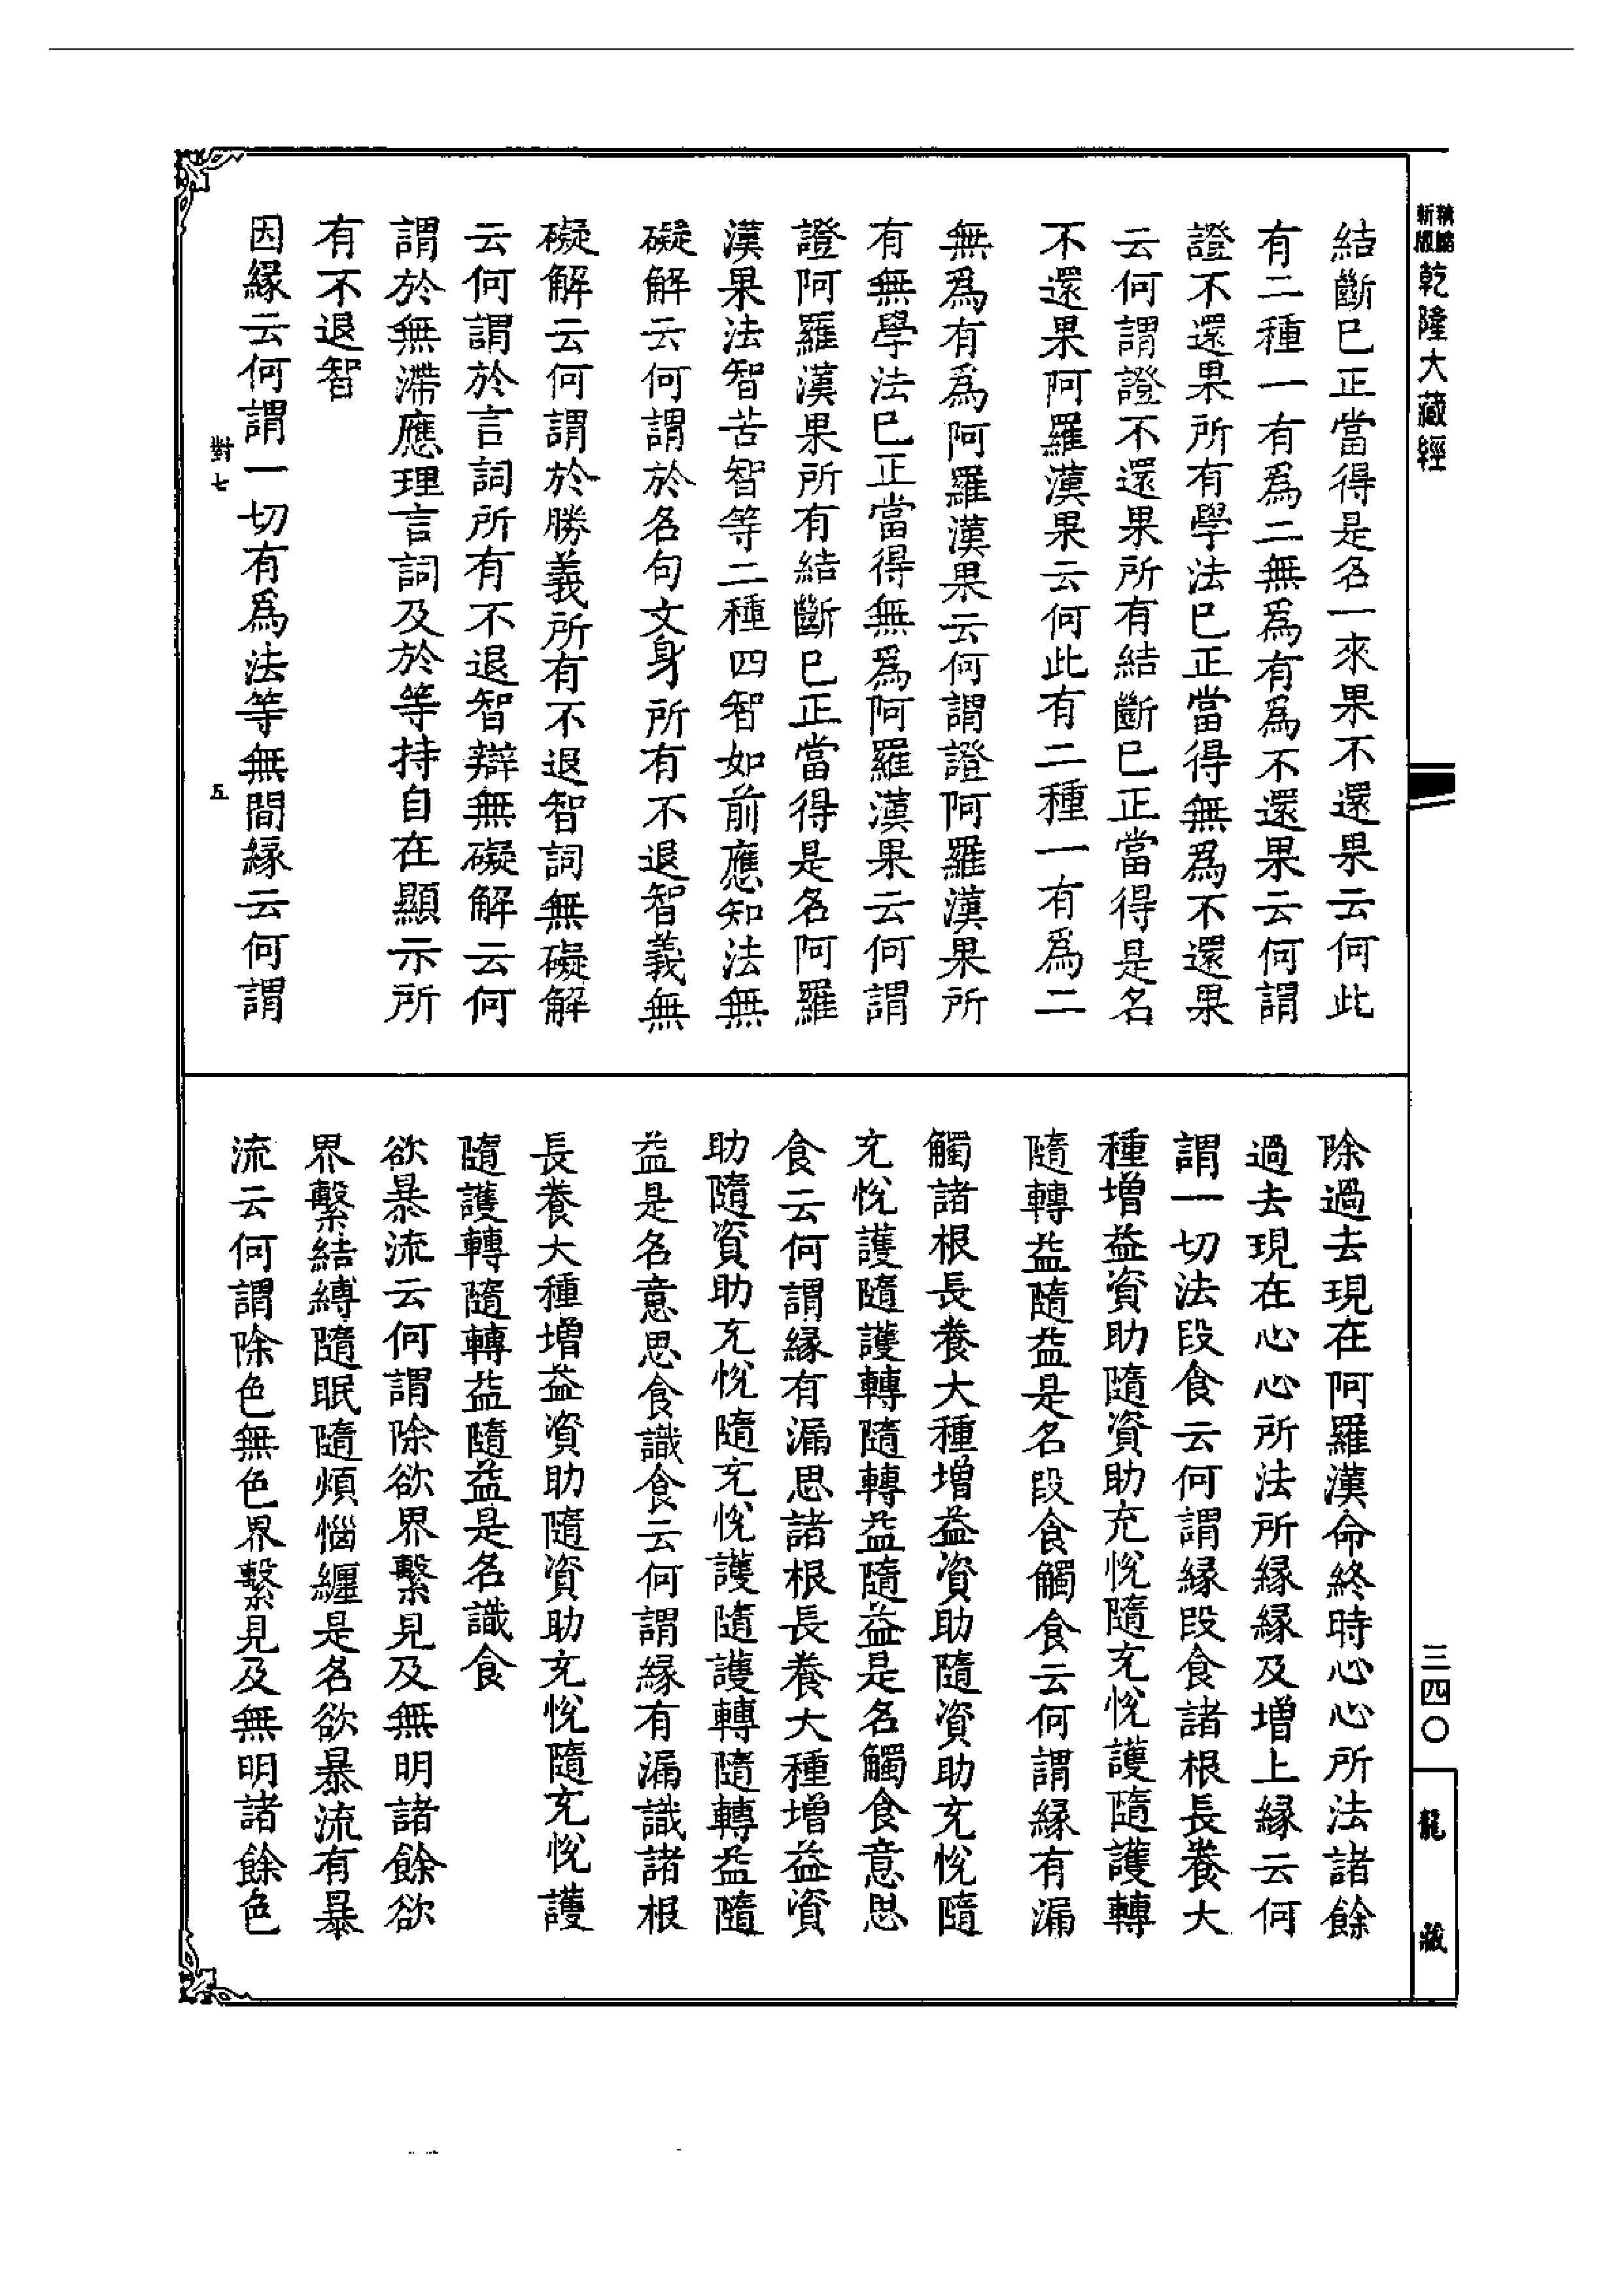 新版
精縮
乾隆大藏經
三四〇
龍藏
結斷已正當得是名一來果不還果云何此
有二種一有爲二無爲有爲不還果云何謂
證不還果所有學法已正當得無爲不還果
云何謂證不還果所有結斷已正當得是名
不還果阿羅漢果云何此有二種一有爲二
無爲有爲阿羅漢果云何謂證阿羅漢果所
有無學法已正當得無爲阿羅漢果云何謂
證阿羅漢果所有結斷已正當得是名阿羅
漢果法智苦智等二種四智如前應知法無
礙解云何謂於名句文身所有不退智義無
礙解云何謂於勝義所有不退智詞無礙解
云何謂於言詞所有不退智辯無礙解云何
謂於無滯應理言詞及於等持自在顯示所
有不退智
因緣云何謂一切有爲法等無間緣云何謂
對七
五
除過去現在阿羅漢命終時心心所法諸餘
過去現在心心所法所緣緣及增上緣云何
謂一切法段食云何謂緣段食諸根長養大
種增益資助隨資助充悅隨充悅護隨護轉
隨轉益隨益是名段食觸食云何謂緣有漏
觸諸根長養大種增益資助隨資助充悅隨
充悅護隨護轉隨轉益隨益是名觸食意思
食云何謂緣有漏思諸根長養大種增益資
助隨資助充悅隨充悅護隨護轉隨轉益隨
益是名意思食識食云何謂緣有漏識諸根
長養大種增益資助隨資助充悅隨充悅護
隨護轉隨轉益隨益是名識食
欲暴流云何謂除欲界繫見及無明諸餘欲
界繫結縛隨眠隨煩惱纏是名欲暴流有暴
流云何謂除色無色界繫見及無明諸餘色